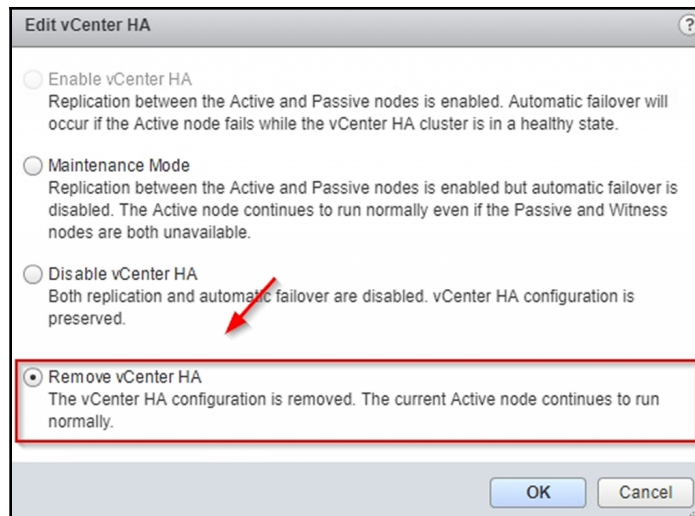 Edit vCenter HA
?
Enable vCenter HA
Replication between the Active and Passive nodes is enabled. Automatic failover will
occur if the Active node fails while the vCenter HA cluster is in a healthy state.
Maintenance Mode
Replication between the Active and Passive nodes is enabled but automatic failover is
disabled. The Active node continues to run normally even if the Passive and Witness
nodes are both unavailable.
Disable vCenter HA
Both replication and automatic failover are disabled. vCenter HA configuration is
preserved.
Remove vCenter HA
The vCenter HA configuration is removed. The current Active node continues to run
normally.
OK
Cancel